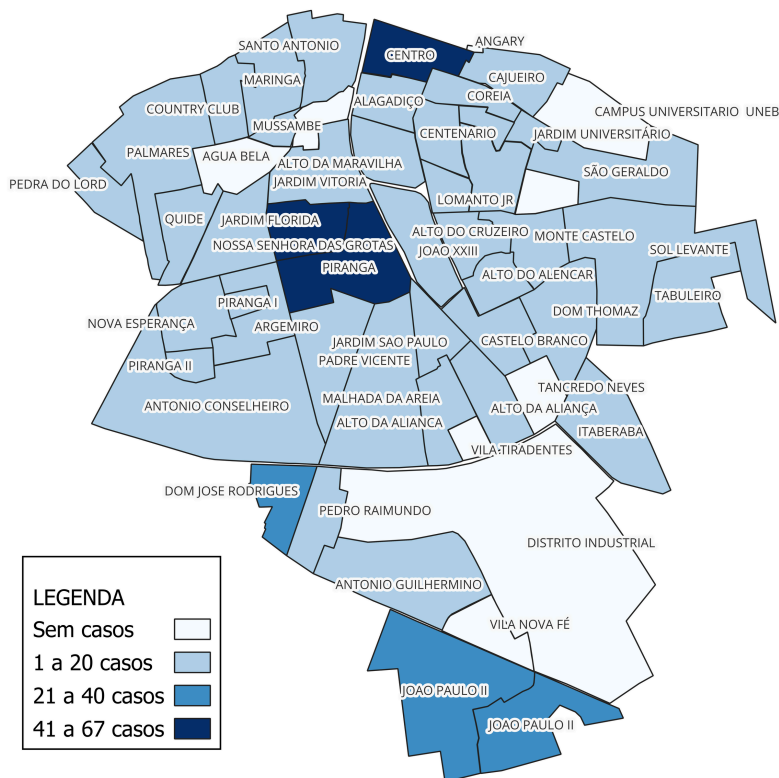 SANTO ANTONIO
CENTRO
ANGARY
MARINGA
CAJUEIRO
COUNTRY CLUB
ALAGADIÇO
COREIA
CAMPUS UNIVERSITARIO UNEB
MUSSAMBE
CENTENARIO
JARDIM UNIVERSITÁRIO
PALMARES
AGUA BELA
ALTO DA MARAVILHA
SÃO GERALDO
PEDRA DO LORD
JARDIM VITORIA
LOMANTO JR
QUIDE
JARDIM FLORIDA
ALTO DO CRUZEIRO
MONTE CASTELO
NOSSA SENHORA DAS GROTAS
JOAO XXIII
SOL LEVANTE
PIRANGA
ALTO DO ALENCAR
TABULEIRO
PIRANGA I
DOM THOMAZ
NOVA ESPERANÇA
ARGEMIRO
JARDIM SAO PAULO
CASTELO BRANCO
PADRE VICENTE
PIRANGA II
TANCREDO NEVES
ANTONIO CONSELHEIRO
MALHADA DA AREIA
ALTO DA ALIANÇA
ALTO DA ALIANCA
ITABERABA
VILA TIRADENTES
DOM JOSE RODRIGUES
PEDRO RAIMUNDO
DISTRITO INDUSTRIAL
ANTONIO GUILHERMINO
VILA NOVA FÉ
JOAO PAULO II
JOAO PAULO II
LEGENDA
Sem casos
1 a 20 casos
21 a 40 casos
41 a 67 casos